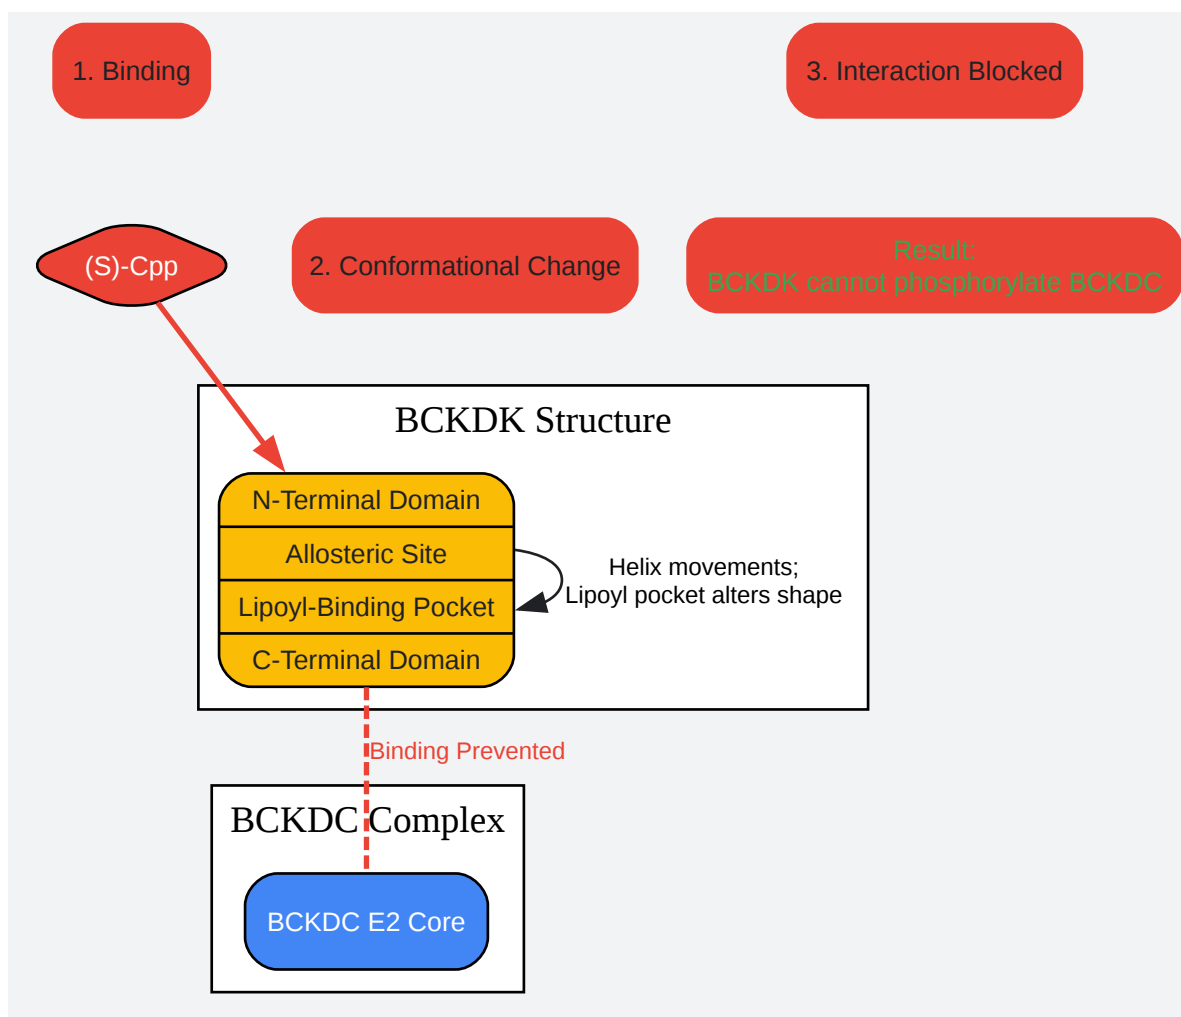 1. Binding
3. Interaction Blocked
(S)-Cpp
2. Conformational Change
Result:
BCKDK cannot phosphorylate BCKDC
BCKDK Structure
N-Terminal Domain
Allosteric Site
Lipoyl-Binding Pocket
C-Terminal Domain
Helix movements;
Lipoyl pocket alters shape
Binding Prevented
BCKDC Complex
BCKDC E2 Core